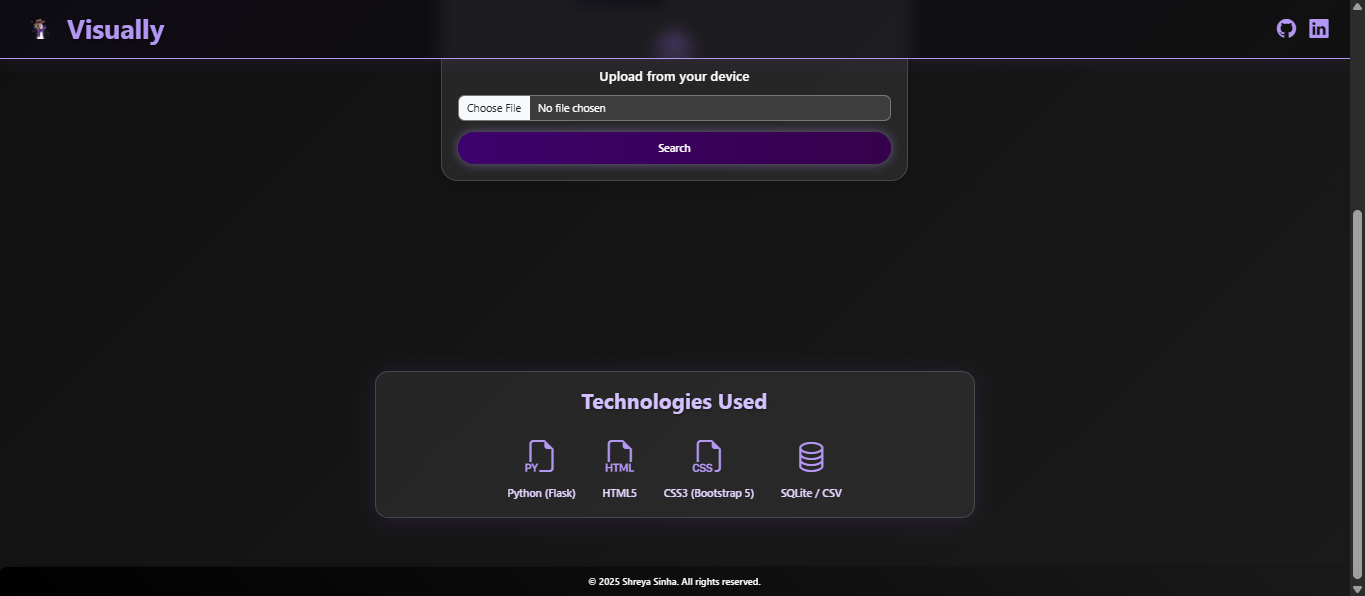 Visually
Upload from your device
Choose File No file chosen
Search
Technologies Used
PY HTML CSS
Python (Flask) HTML5 CSS3 (Bootstrap 5) SQLite / CSV
© 2025 Shreya Sinha. All rights reserved.